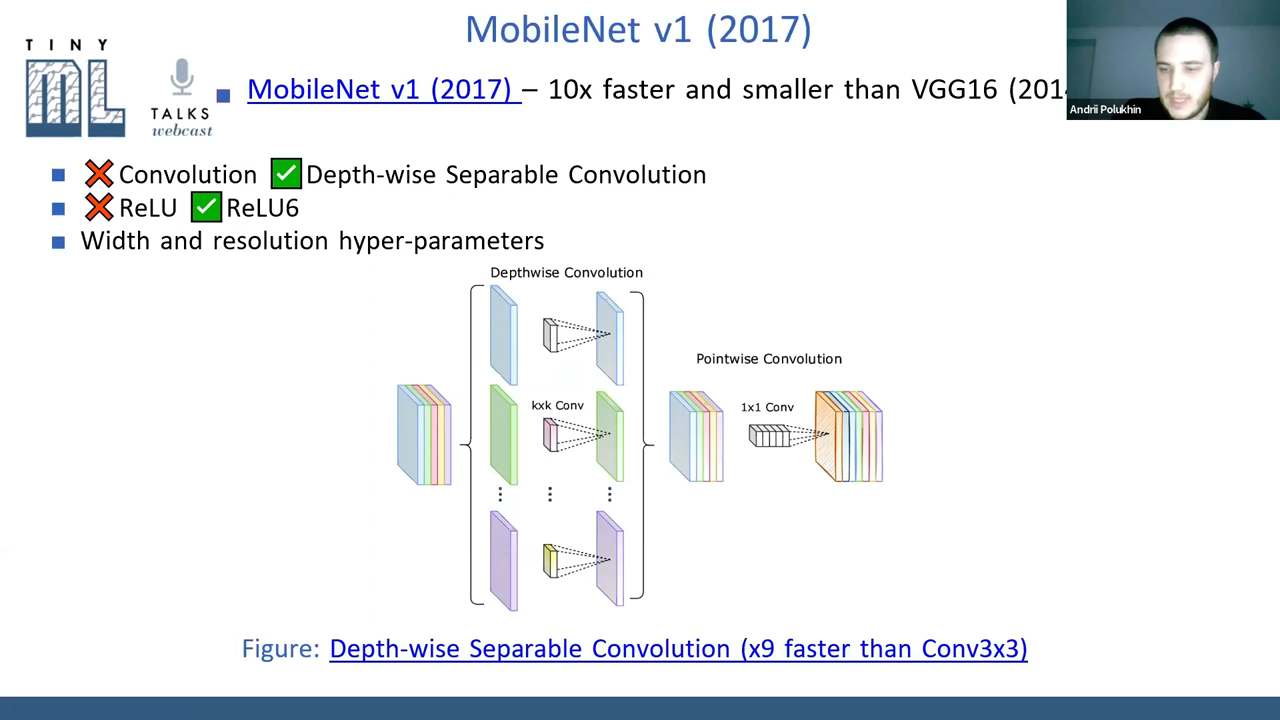 MobileNet v1 (2017)
TINY
ML
TALKS
webcast
MobileNet v1 (2017) – 10x faster and smaller than VGG16 (201
Andrii Polukhin
Convolution Depth-wise Separable Convolution
ReLU ReLU6
Width and resolution hyper-parameters
Depthwise Convolution
Pointwise Convolution
kxk Conv
1x1 Conv
Figure: Depth-wise Separable Convolution (x9 faster than Conv3x3)